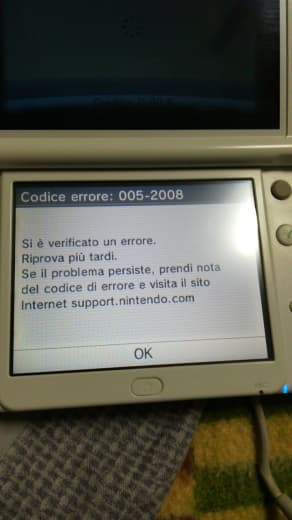 Codice errore: 005-2008
Si è verificato un errore.
Riprova più tardi.
Se il problema persiste, prendi nota
del codice di errore e visita il sito
Internet support.nintendo.com
OK